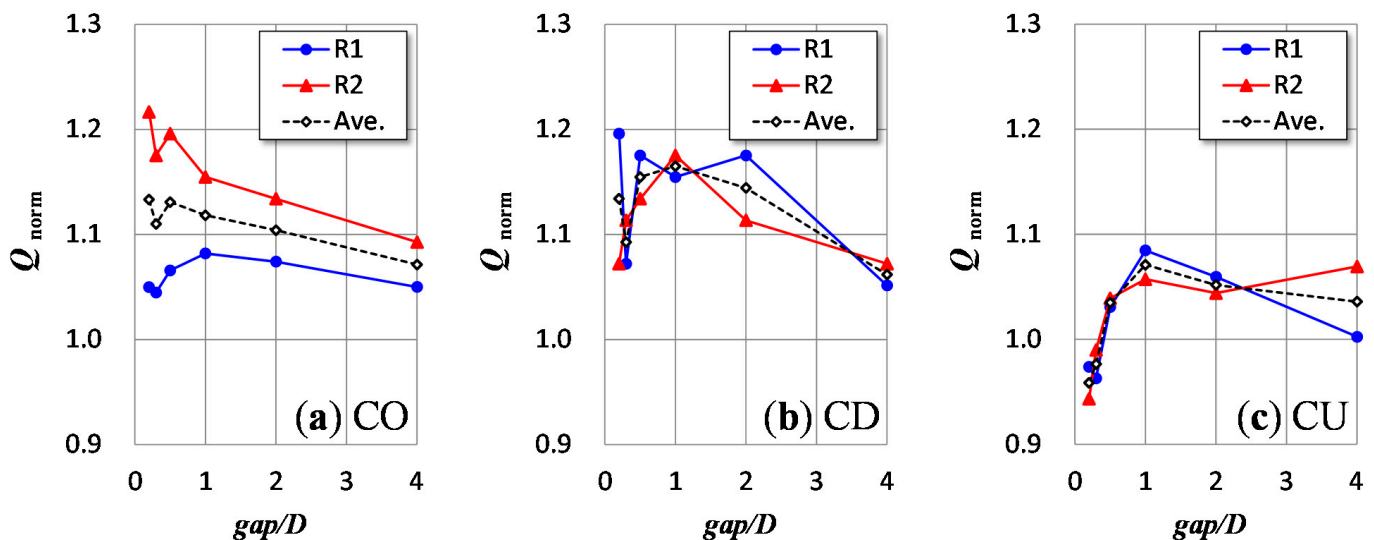 1.3
1.2
1.1
1.0
0.9
Q norm
R1
R2
Ave.
(a) CO
0 1 2 3 4
gap/D
1.3
1.2
1.1
1.0
0.9
Q norm
R1
R2
Ave.
(b) CD
0 1 2 3 4
gap/D
1.3
1.2
1.1
1.0
0.9
Q norm
R1
R2
Ave.
(c) CU
0 1 2 3 4
gap/D